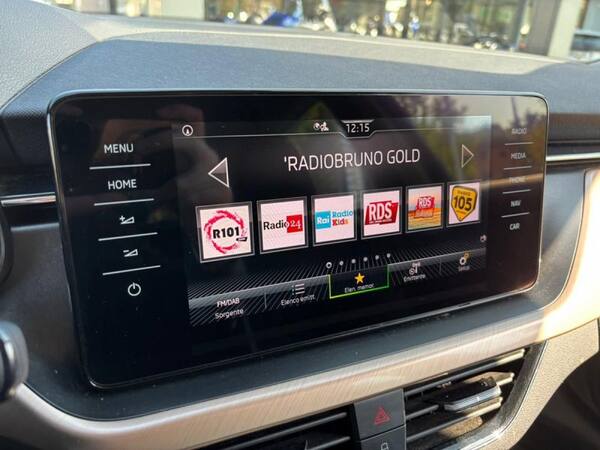 12:15
MENU
HOME
RADIO
MEDIA
PHONE
NAV
CAR
'RADIOBRUNO GOLD
R101
Radio24
Rai Radio
Kids
RDS
RDS
105
FM/DAB
Sorgente
Elenco emitt.
Elen. memor.
Emittente
Setup